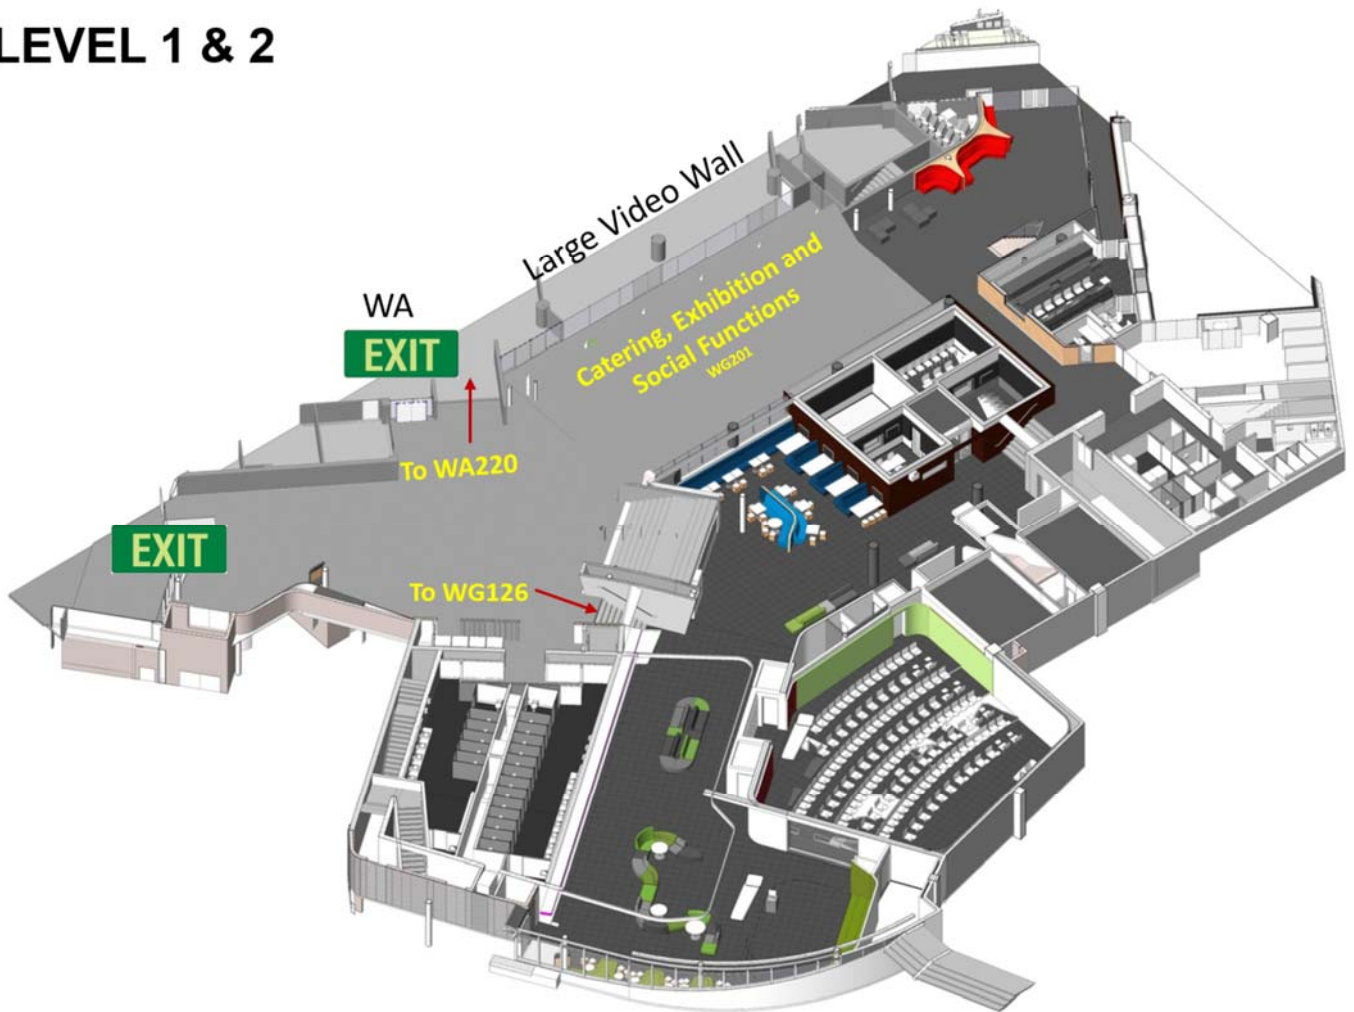 LEVEL 1 & 2
Large Video Wall
WA
EXIT
Catering, Exhibition and
Social Functions
WG201
To WA220
EXIT
To WG126